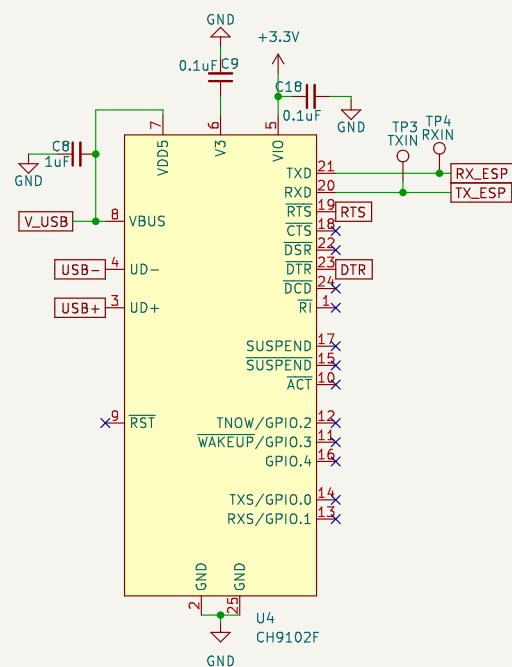 GND
+3.3V
0.1uF C9
C18
0.1uF
GND
TP3
TXIN
TP4
RXIN
C8
1uF
GND
7
6
5
VDD5
V3
VIO
TXD 21 RX_ESP
RXD 20 TX_ESP
RTS 19 RTS
V_USB 8 VBUS
CTS 18
DSR 22
USB- 4 UD-
DTR 23 DTR
DCD 24
USB+ 3 UD+
RI 1
SUSPEND 17
SUSPEND 15
ACT 10
9 RST
TNOW/GPIO.2 12
WAKEUP/GPIO.3 11
GPIO.4 16
TXS/GPIO.0 14
RXS/GPIO.1 13
GND
GND
2
25
U4
CH9102F
GND